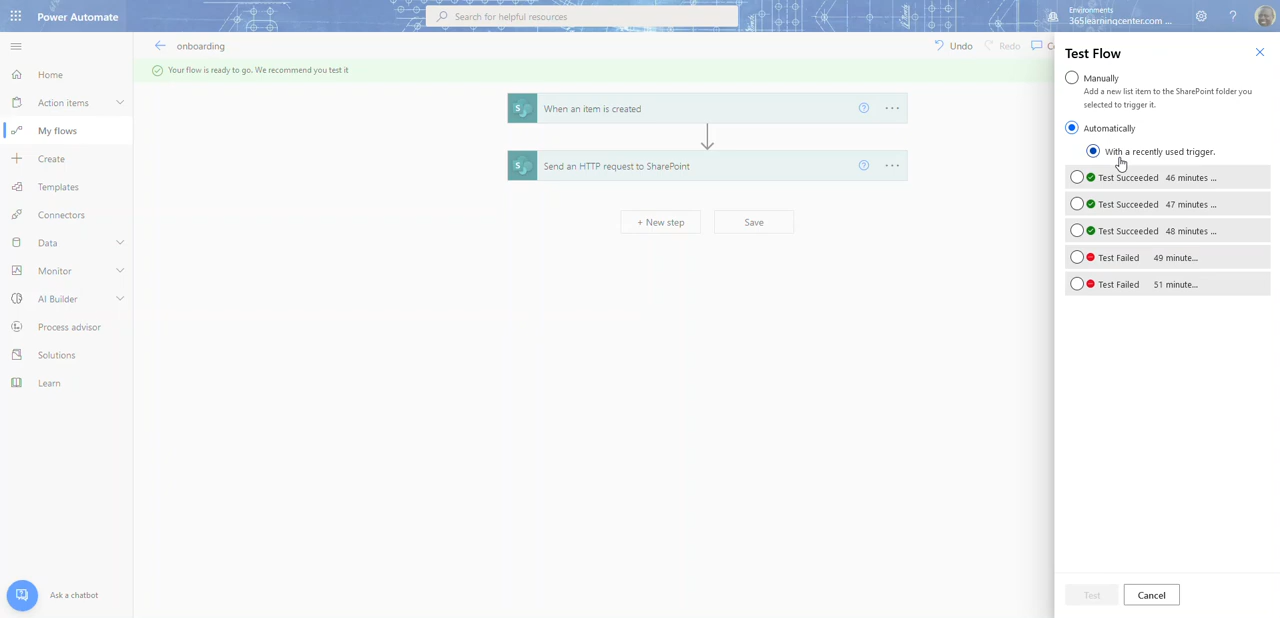 Power Automate
Search for helpful resources
Environments
365learningcenter.com ...
?
onboarding
Undo
Redo
Your flow is ready to go. We recommend you test it
Home
Action items
My flows
Create
Templates
Connectors
Data
Monitor
AI Builder
Process advisor
Solutions
Learn
Ask a chatbot
When an item is created
Send an HTTP request to SharePoint
+ New step
Save
Test Flow
Manually
Add a new list item to the SharePoint folder you
selected to trigger it.
Automatically
With a recently used trigger.
Test Succeeded 46 minutes ...
Test Succeeded 47 minutes ...
Test Succeeded 48 minutes ...
Test Failed 49 minute...
Test Failed 51 minute...
Test
Cancel